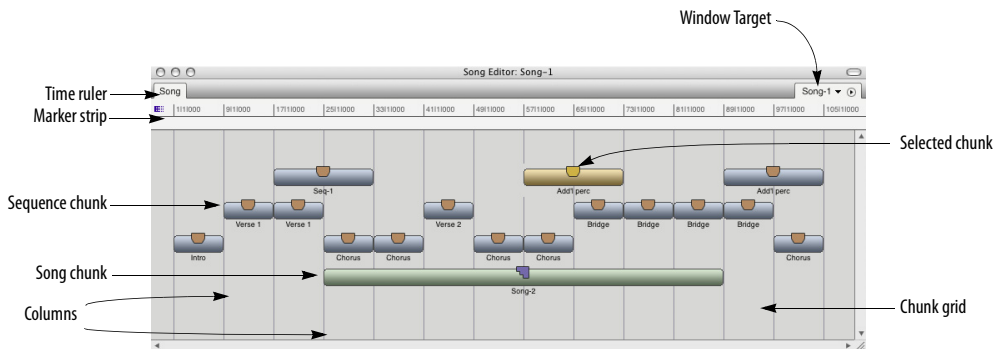 Window Target
Song Editor: Song-1
Song
Song-1
Time ruler
1|1|000 9|1|000 17|1|000 25|1|000 33|1|000 41|1|000 49|1|000 57|1|000 65|1|000 73|1|000 81|1|000 89|1|000 97|1|000 105|1|000
Marker strip
Selected chunk
Seq-1 Add'l perc Add'l perc
Sequence chunk
Verse 1 Verse 1 Verse 2 Bridge Bridge Bridge Bridge
Intro Chorus Chorus Chorus Chorus Chorus
Song chunk
Song-2
Columns
Chunk grid